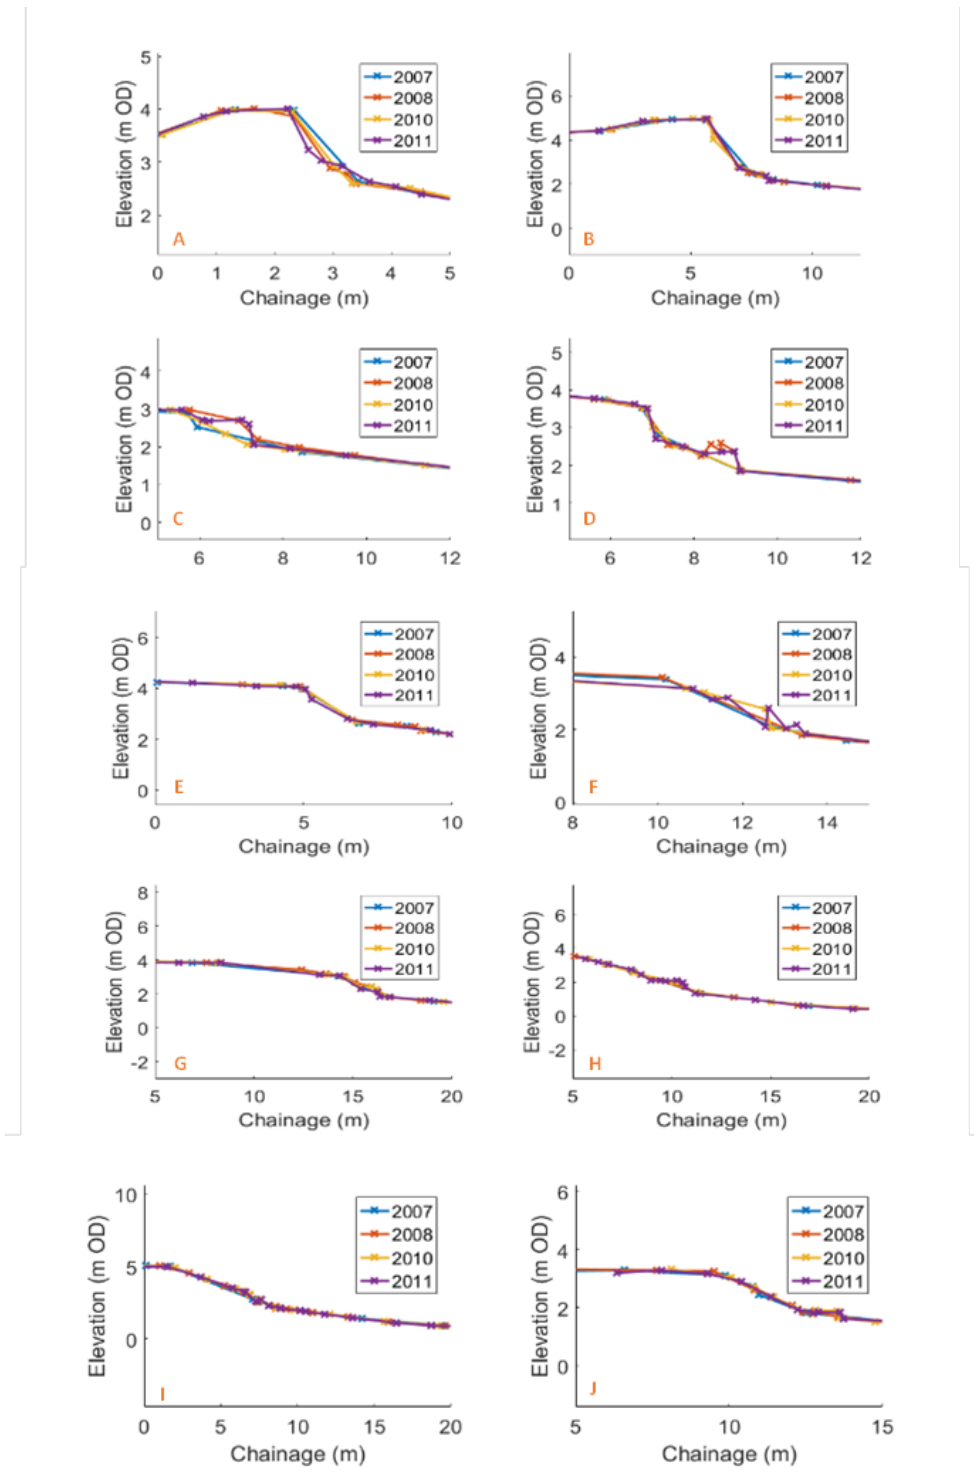 5
4
3
2
Elevation (m OD)
2007
2008
2010
2011
A
0 1 2 3 4 5
Chainage (m)
6
4
2
0
Elevation (m OD)
2007
2008
2010
2011
B
0 5 10
Chainage (m)
4
3
2
1
0
Elevation (m OD)
2007
2008
2010
2011
C
6 8 10 12
5
4
3
2
1
Elevation (m OD)
2007
2008
2010
2011
D
6 8 10 12
6
4
2
0
Elevation (m OD)
2007
2008
2010
2011
E
0 5 10
Chainage (m)
4
2
0
Elevation (m OD)
2007
2008
2010
2011
F
8 10 12 14
Chainage (m)
8
6
4
2
0
-2
Elevation (m OD)
2007
2008
2010
2011
G
5 10 15 20
Chainage (m)
6
4
2
0
-2
Elevation (m OD)
2007
2008
2010
2011
H
5 10 15 20
Chainage (m)
10
5
0
Elevation (m OD)
2007
2008
2010
2011
I
0 5 10 15 20
Chainage (m)
6
4
2
0
Elevation (m OD)
2007
2008
2010
2011
J
5 10 15
Chainage (m)